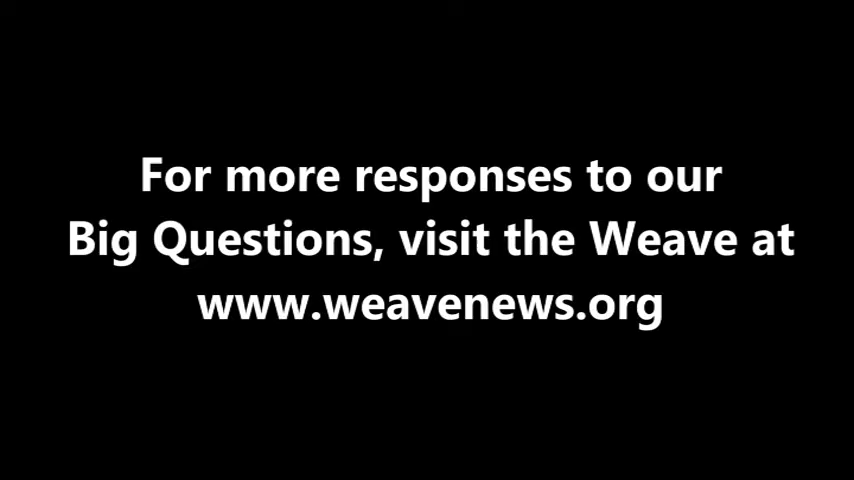 For more responses to our
Big Questions, visit the Weave at
www.weavenews.org